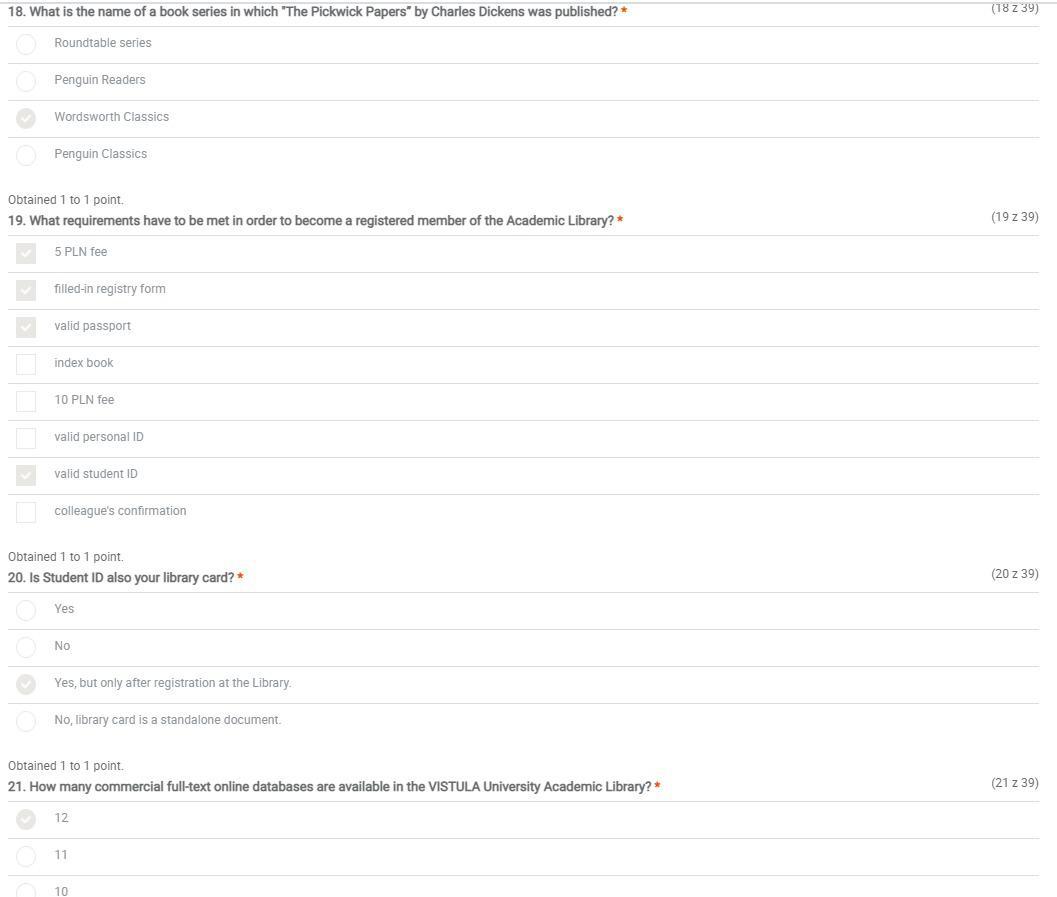 18. What is the name of a book series in which "The Pickwick Papers" by Charles Dickens was published? * (18 z 39)
Roundtable series
Penguin Readers
Wordsworth Classics
Penguin Classics
Obtained 1 to 1 point.
19. What requirements have to be met in order to become a registered member of the Academic Library? * (19 z 39)
5 PLN fee
filled-in registry form
valid passport
index book
10 PLN fee
valid personal ID
valid student ID
colleague's confirmation
Obtained 1 to 1 point.
20. Is Student ID also your library card? * (20 z 39)
Yes
No
Yes, but only after registration at the Library.
No, library card is a standalone document.
Obtained 1 to 1 point.
21. How many commercial full-text online databases are available in the VISTULA University Academic Library? * (21 z 39)
12
11
10